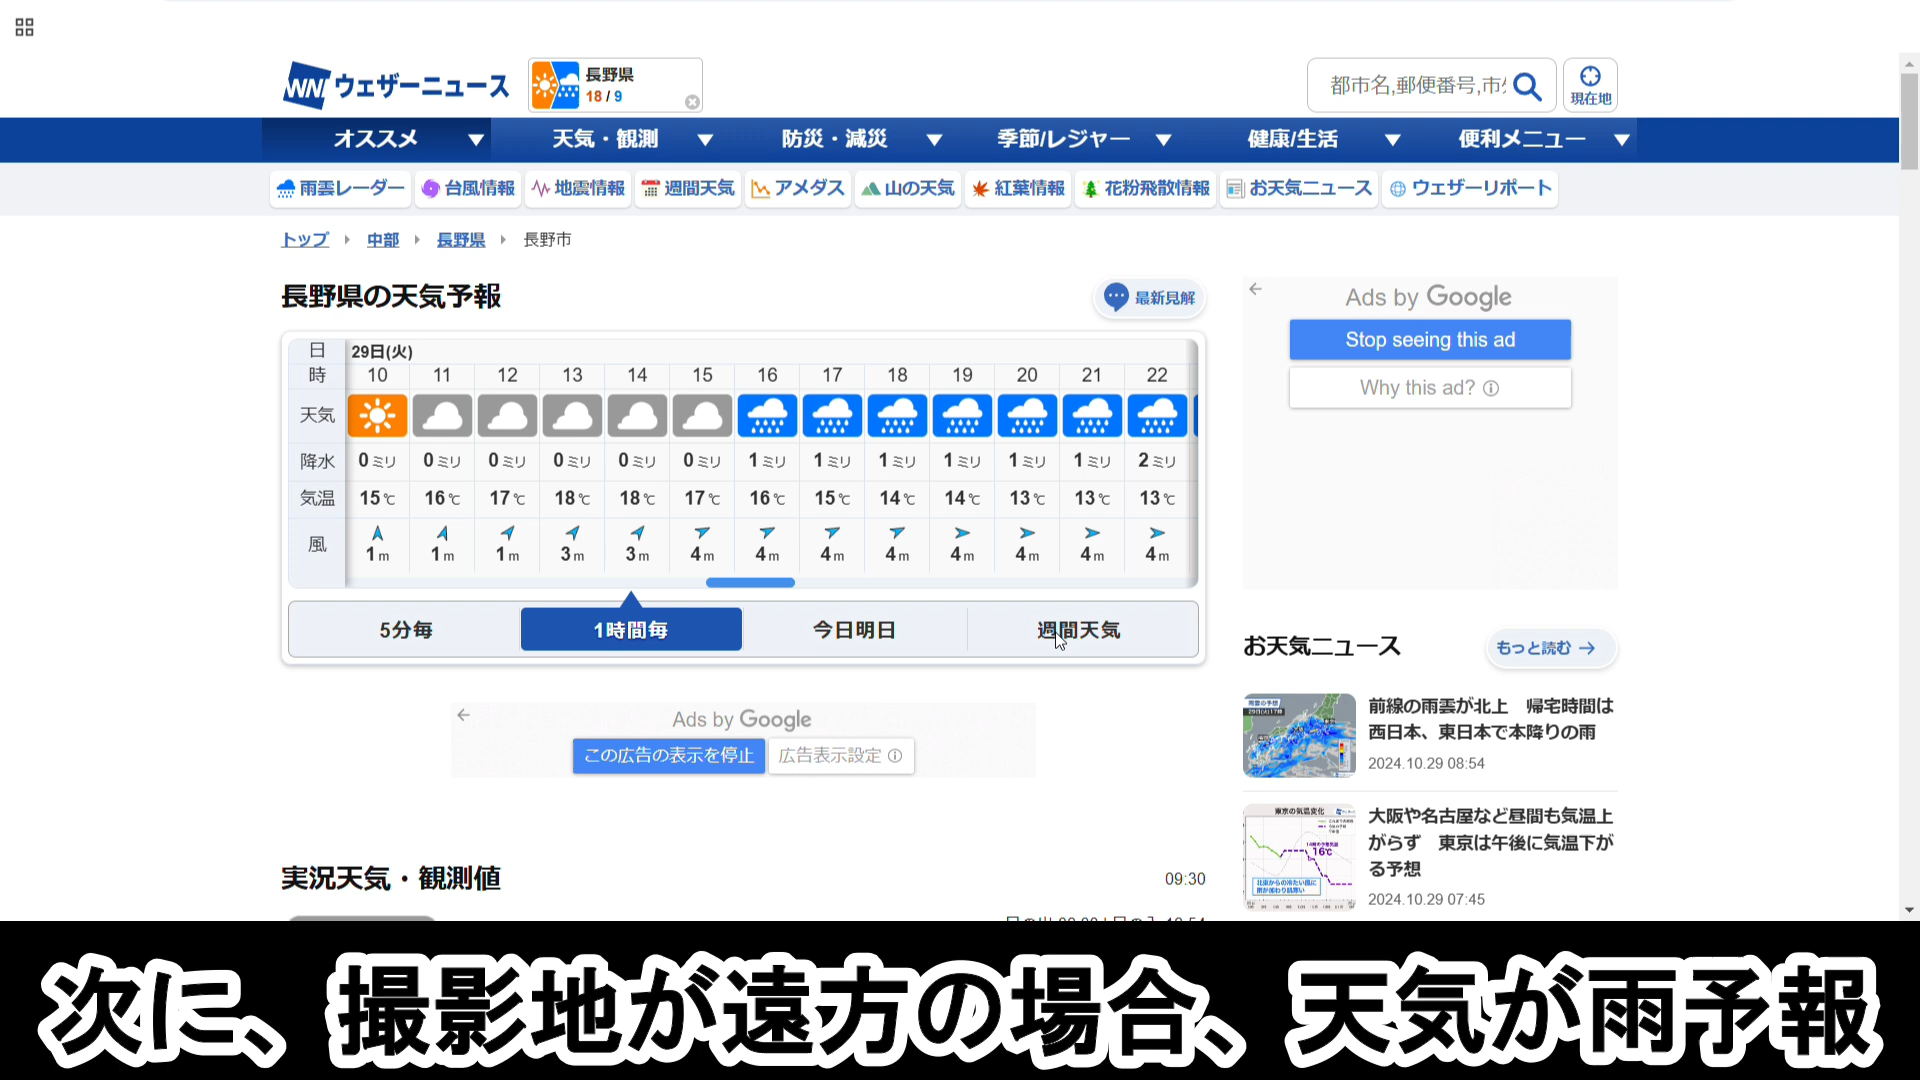 WN ウェザーニュース
長野県
18 / 9
都市名,郵便番号,市外
現在地
オススメ ▼ 天気・観測 ▼ 防災・減災 ▼ 季節/レジャー ▼ 健康/生活 ▼ 便利メニュー ▼
雨雲レーダー 台風情報 地震情報 週間天気 アメダス 山の天気 紅葉情報 花粉飛散情報 お天気ニュース ウェザーリポート
トップ 中部 長野県 長野市
長野県の天気予報
最新見解
日 29日(火)
時 10 11 12 13 14 15 16 17 18 19 20 21 22
天気
降水 0ミリ 0ミリ 0ミリ 0ミリ 0ミリ 0ミリ 1ミリ 1ミリ 1ミリ 1ミリ 1ミリ 1ミリ 2ミリ
気温 15℃ 16℃ 17℃ 18℃ 18℃ 17℃ 16℃ 15℃ 14℃ 14℃ 13℃ 13℃ 13℃
風 1m 1m 1m 3m 3m 4m 4m 4m 4m 4m 4m 4m 4m
5分毎 1時間毎 今日明日 週間天気
Ads by Google
この広告の表示を停止 広告表示設定
実況天気・観測値 09:30
Ads by Google
Stop seeing this ad
Why this ad?
お天気ニュース
もっと読む →
前線の雨雲が北上　帰宅時間は
西日本、東日本で本降りの雨
2024.10.29 08:54
東京の気温変化
16℃
大阪や名古屋など昼間も気温上
がらず　東京は午後に気温下が
る予想
2024.10.29 07:45
次に、撮影地が遠方の場合、天気が雨予報